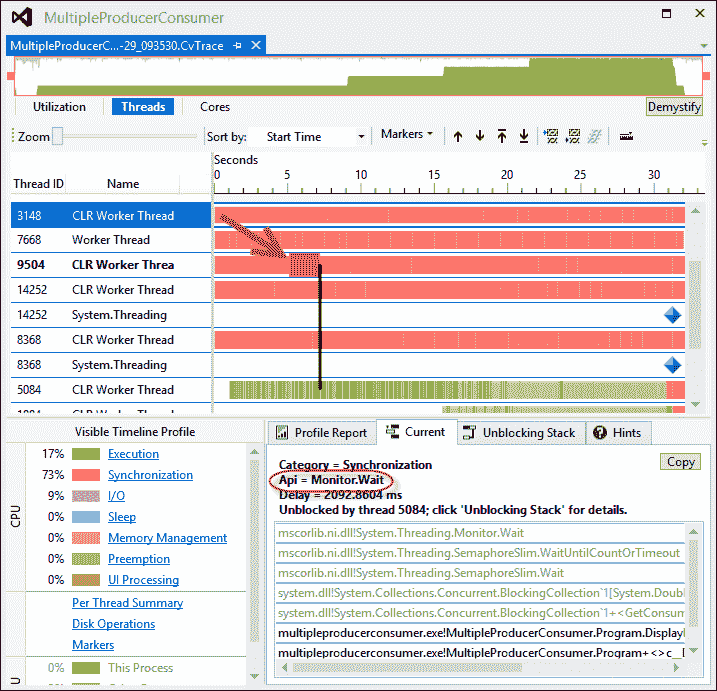 MultipleProducerConsumer
MultipleProducerC...-29_093530.CvTrace
Utilization Threads Cores Demystify
Zoom Sort by: Start Time Markers
Seconds
Thread ID Name 0 5 10 15 20 25 30
3148 CLR Worker Thread
7668 Worker Thread
9504 CLR Worker Threa
14252 CLR Worker Thread
14252 System.Threading
8368 CLR Worker Thread
8368 System.Threading
5084 CLR Worker Thread
CLR Worker Thread
Visible Timeline Profile
Profile Report Current Unblocking Stack Hints
CPU
17% Execution
73% Synchronization
9% I/O
0% Sleep
0% Memory Management
0% Preemption
0% UI Processing
Per Thread Summary
Disk Operations
Markers
0% This Process
Copy
Category = Synchronization
Api = Monitor.Wait
Delay = 2092.8604 ms
Unblocked by thread 5084; click 'Unblocking Stack' for details.
mscorlib.ni.dll!System.Threading.Monitor.Wait
mscorlib.ni.dll!System.Threading.SemaphoreSlim.WaitUntilCountOrTimeout
mscorlib.ni.dll!System.Threading.SemaphoreSlim.Wait
system.dll!System.Collections.Concurrent.BlockingCollection`1[System.Doub
system.dll!System.Collections.Concurrent.BlockingCollection`1+<GetConsum
multipleproducerconsumer.exe!MultipleProducerConsumer.Program.Displayl
multipleproducerconsumer.exe!MultipleProducerConsumer.Program+<>c__D